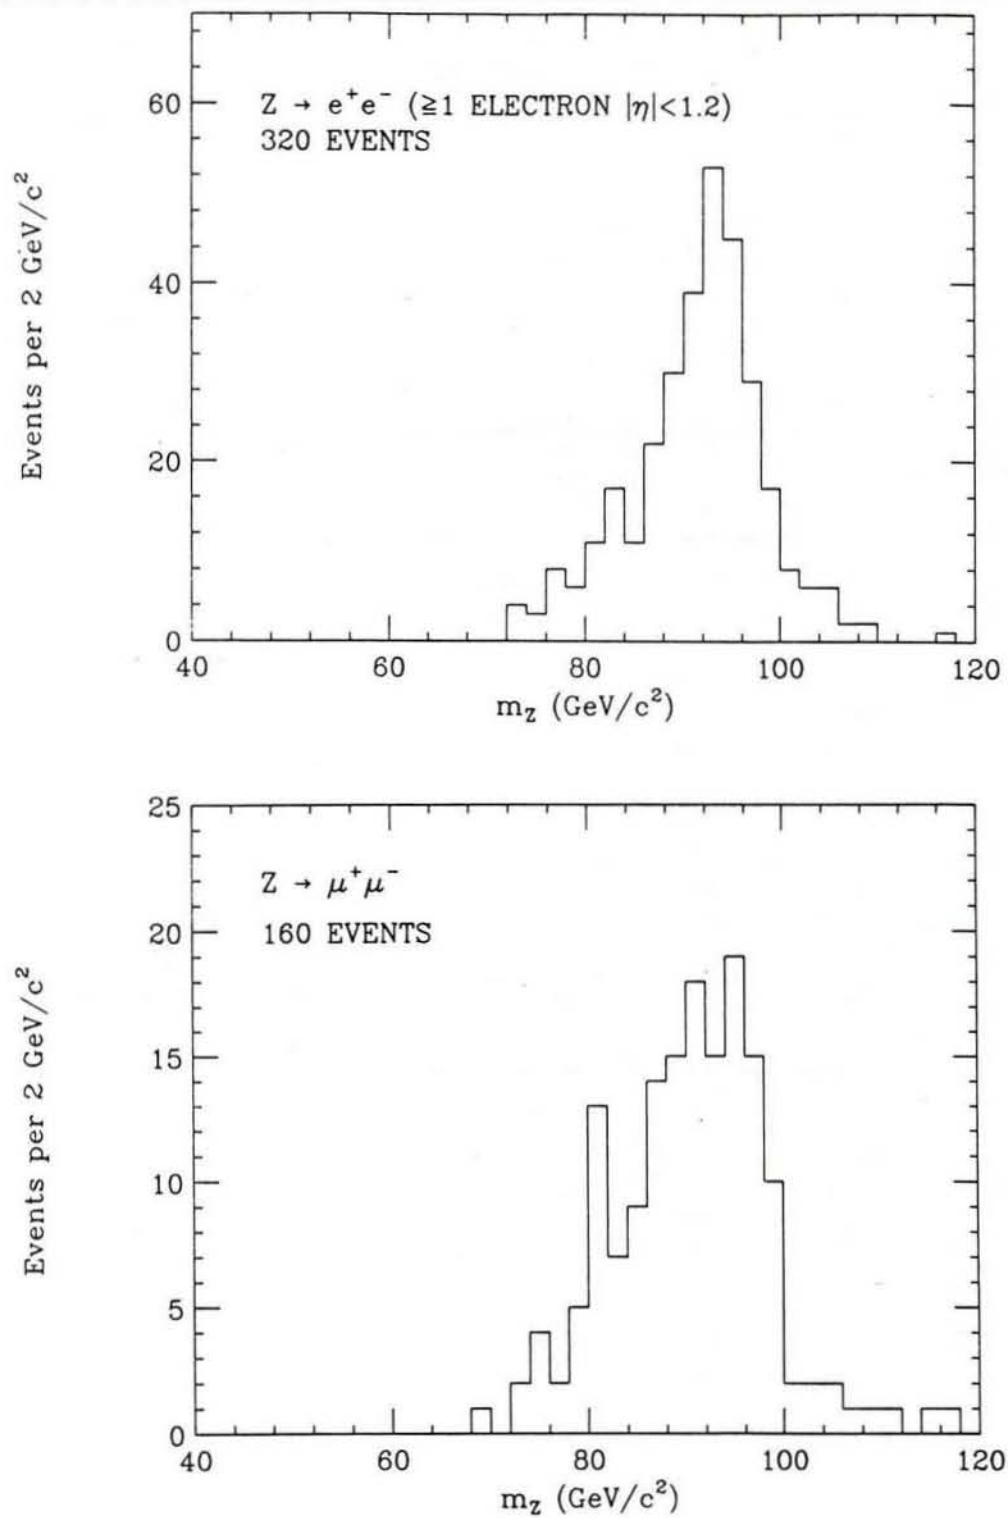 60
40
20
0
40 60 80 100 120
Events per 2 GeV/c²
Z → e⁺e⁻ (≧1 ELECTRON |η|<1.2)
320 EVENTS
m_Z (GeV/c²)
25
20
15
10
5
0
40 60 80 100 120
Events per 2 GeV/c²
Z → μ⁺μ⁻
160 EVENTS
m_Z (GeV/c²)